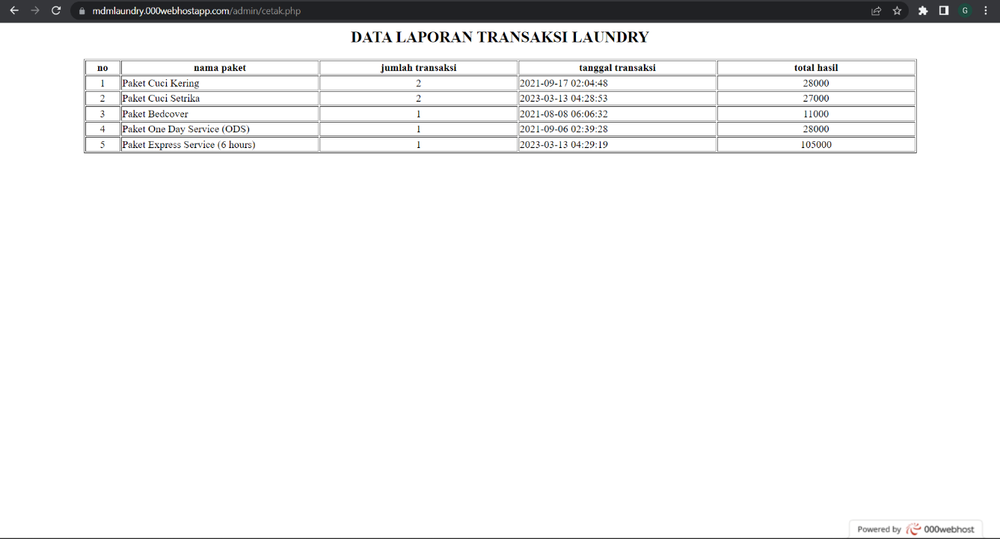 mdmlaundry.000webhostapp.com/admin/cetak.php
G
DATA LAPORAN TRANSAKSI LAUNDRY
no nama paket jumlah transaksi tanggal transaksi total hasil
1 Paket Cuci Kering 2 2021-09-17 02:04:48 28000
2 Paket Cuci Setrika 2 2023-03-13 04:28:53 27000
3 Paket Bedcover 1 2021-08-08 06:06:32 11000
4 Paket One Day Service (ODS) 1 2021-09-06 02:39:28 28000
5 Paket Express Service (6 hours) 1 2023-03-13 04:29:19 105000
Powered by 000webhost